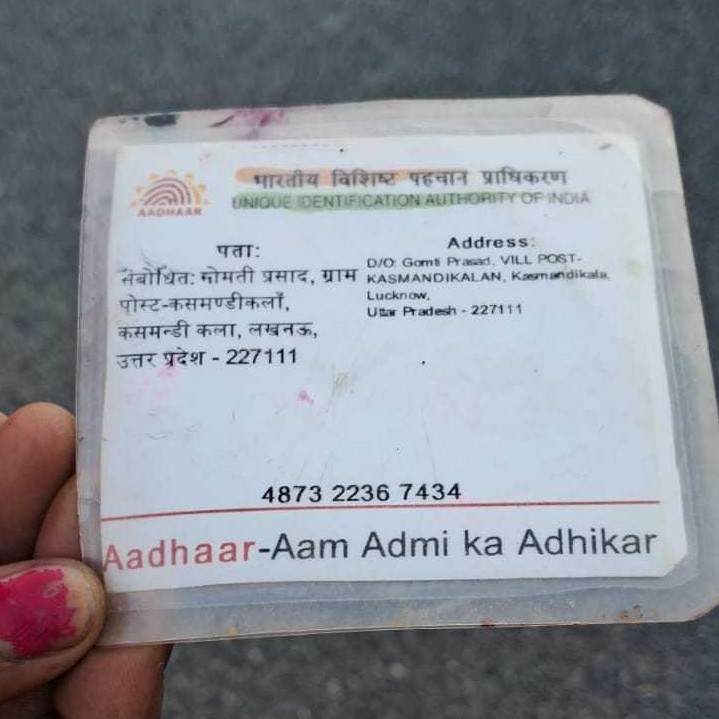 भारतीय विशिष्ट पहचान प्राधिकरण
UNIQUE IDENTIFICATION AUTHORITY OF INDIA
AADHAAR
पता:
संबोधित: गोमती प्रसाद, ग्राम
पोस्ट-कसमण्डीकलाँ,
कसमन्डी कला, लखनऊ,
उत्तर प्रदेश - 227111
Address:
D/O: Gomti Prasad, VILL POST-
KASMANDIKALAN, Kasmandikala,
Lucknow,
Uttar Pradesh - 227111
4873 2236 7434
Aadhaar-Aam Admi ka Adhikar